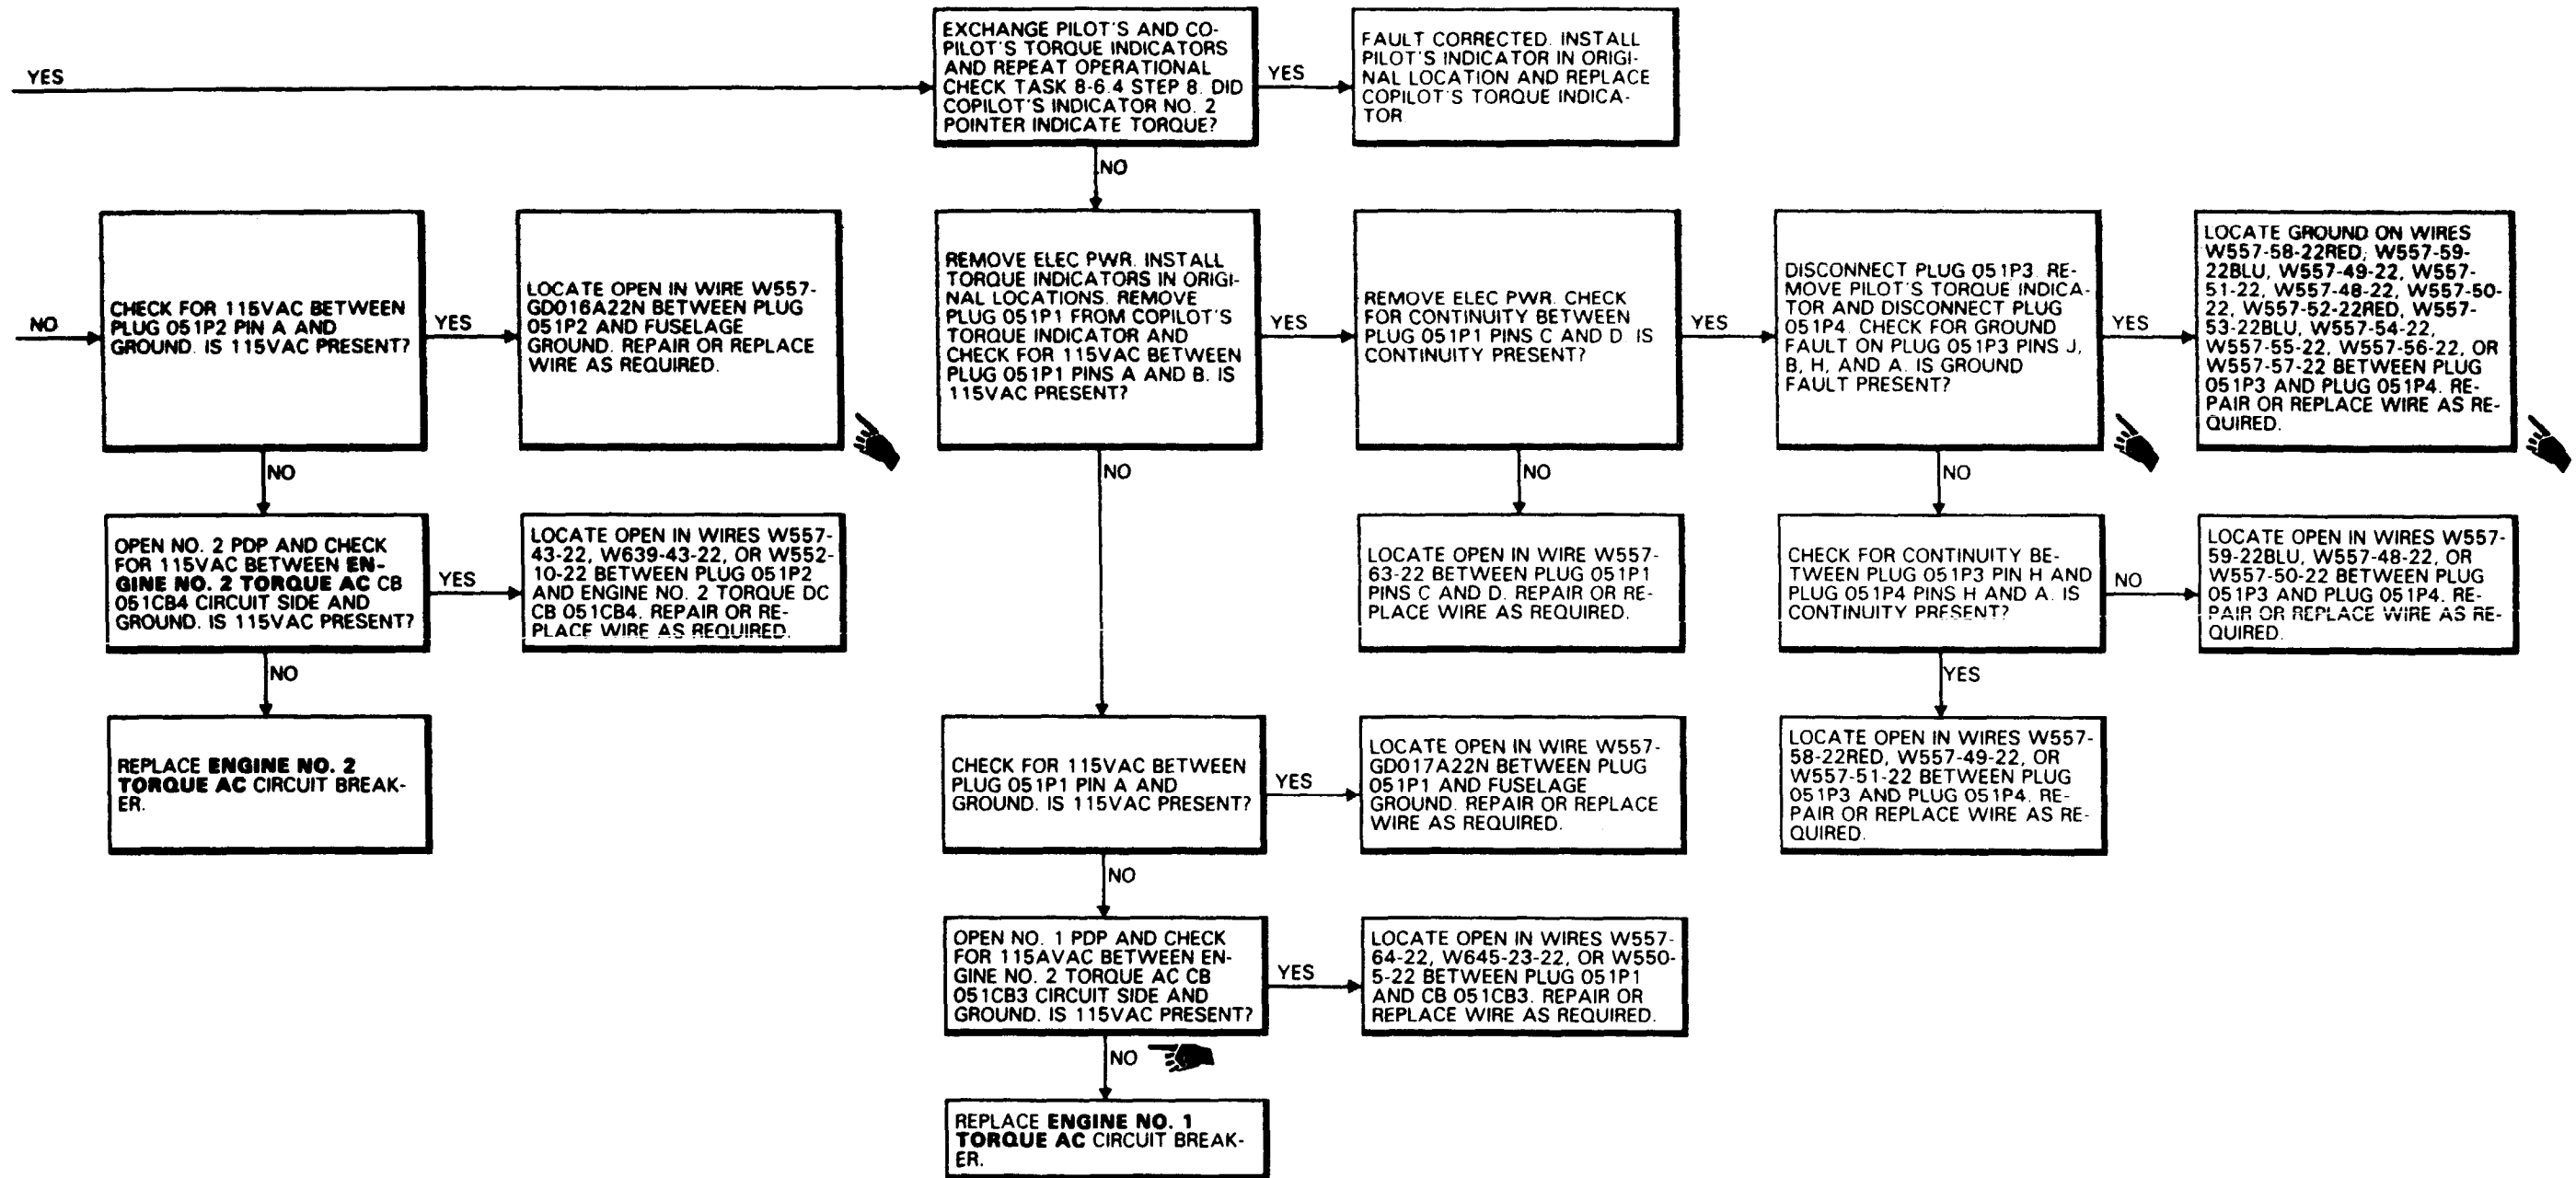 YES
EXCHANGE PILOT'S AND CO-
PILOT'S TORQUE INDICATORS
AND REPEAT OPERATIONAL
CHECK TASK 8-6.4 STEP 8. DID
COPILOT'S INDICATOR NO. 2
POINTER INDICATE TORQUE?
YES
FAULT CORRECTED. INSTALL
PILOT'S INDICATOR IN ORIGI-
NAL LOCATION AND REPLACE
COPILOT'S TORQUE INDICA-
TOR
NO
NO
CHECK FOR 115VAC BETWEEN
PLUG 051P2 PIN A AND
GROUND. IS 115VAC PRESENT?
YES
LOCATE OPEN IN WIRE W557-
GD016A22N BETWEEN PLUG
051P2 AND FUSELAGE
GROUND. REPAIR OR REPLACE
WIRE AS REQUIRED.
REMOVE ELEC PWR. INSTALL
TORQUE INDICATORS IN ORIGI-
NAL LOCATIONS. REMOVE
PLUG 051P1 FROM COPILOT'S
TORQUE INDICATOR AND
CHECK FOR 115VAC BETWEEN
PLUG 051P1 PINS A AND B. IS
115VAC PRESENT?
YES
REMOVE ELEC PWR. CHECK
FOR CONTINUITY BETWEEN
PLUG 051P1 PINS C AND D. IS
CONTINUITY PRESENT?
YES
DISCONNECT PLUG 051P3. RE-
MOVE PILOT'S TORQUE INDICA-
TOR AND DISCONNECT PLUG
051P4. CHECK FOR GROUND
FAULT ON PLUG 051P3 PINS J,
B, H, AND A. IS GROUND
FAULT PRESENT?
YES
LOCATE GROUND ON WIRES
W557-58-22RED, W557-59-
22BLU, W557-49-22, W557-
51-22, W557-48-22, W557-50-
22, W557-52-22RED, W557-
53-22BLU, W557-54-22,
W557-55-22, W557-56-22, OR
W557-57-22 BETWEEN PLUG
051P3 AND PLUG 051P4. RE-
PAIR OR REPLACE WIRE AS RE-
QUIRED.
NO
NO
NO
NO
OPEN NO. 2 PDP AND CHECK
FOR 115VAC BETWEEN EN-
GINE NO. 2 TORQUE AC CB
051CB4 CIRCUIT SIDE AND
GROUND. IS 115VAC PRESENT?
YES
LOCATE OPEN IN WIRES W557-
43-22, W639-43-22, OR W552-
10-22 BETWEEN PLUG 051P2
AND ENGINE NO. 2 TORQUE DC
CB 051CB4. REPAIR OR RE-
PLACE WIRE AS REQUIRED.
LOCATE OPEN IN WIRE W557-
63-22 BETWEEN PLUG 051P1
PINS C AND D. REPAIR OR RE-
PLACE WIRE AS REQUIRED.
CHECK FOR CONTINUITY BE-
TWEEN PLUG 051P3 PIN H AND
PLUG 051P4 PINS H AND A. IS
CONTINUITY PRESENT?
NO
LOCATE OPEN IN WIRES W557-
59-22BLU, W557-48-22, OR
W557-50-22 BETWEEN PLUG
051P3 AND PLUG 051P4. RE-
PAIR OR REPLACE WIRE AS RE-
QUIRED.
NO
YES
REPLACE ENGINE NO. 2
TORQUE AC CIRCUIT BREAK-
ER.
CHECK FOR 115VAC BETWEEN
PLUG 051P1 PIN A AND
GROUND. IS 115VAC PRESENT?
YES
LOCATE OPEN IN WIRE W557-
GD017A22N BETWEEN PLUG
051P1 AND FUSELAGE
GROUND. REPAIR OR REPLACE
WIRE AS REQUIRED.
LOCATE OPEN IN WIRES W557-
58-22RED, W557-49-22, OR
W557-51-22 BETWEEN PLUG
051P3 AND PLUG 051P4. RE-
PAIR OR REPLACE WIRE AS RE-
QUIRED.
NO
OPEN NO. 1 PDP AND CHECK
FOR 115AVAC BETWEEN EN-
GINE NO. 2 TORQUE AC CB
051CB3 CIRCUIT SIDE AND
GROUND. IS 115VAC PRESENT?
YES
LOCATE OPEN IN WIRES W557-
64-22, W645-23-22, OR W550-
5-22 BETWEEN PLUG 051P1
AND CB 051CB3. REPAIR OR
REPLACE WIRE AS REQUIRED.
NO
REPLACE ENGINE NO. 1
TORQUE AC CIRCUIT BREAK-
ER.